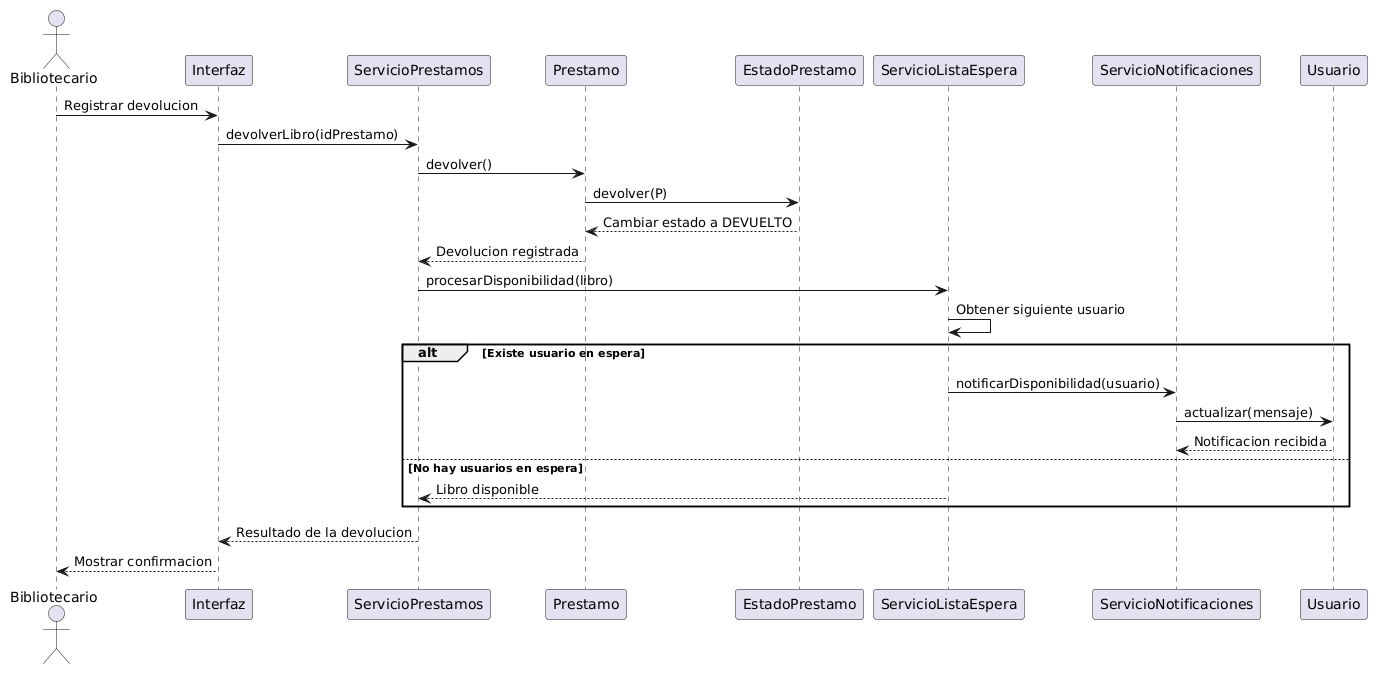 Bibliotecario
Interfaz
ServicioPrestamos
Prestamo
EstadoPrestamo
ServicioListaEspera
ServicioNotificaciones
Usuario
Registrar devolucion
devolverLibro(idPrestamo)
devolver()
devolver(P)
Cambiar estado a DEVUELTO
Devolucion registrada
procesarDisponibilidad(libro)
Obtener siguiente usuario
alt
[Existe usuario en espera]
notificarDisponibilidad(usuario)
actualizar(mensaje)
Notificacion recibida
[No hay usuarios en espera]
Libro disponible
Resultado de la devolucion
Mostrar confirmacion
Bibliotecario
Interfaz
ServicioPrestamos
Prestamo
EstadoPrestamo
ServicioListaEspera
ServicioNotificaciones
Usuario